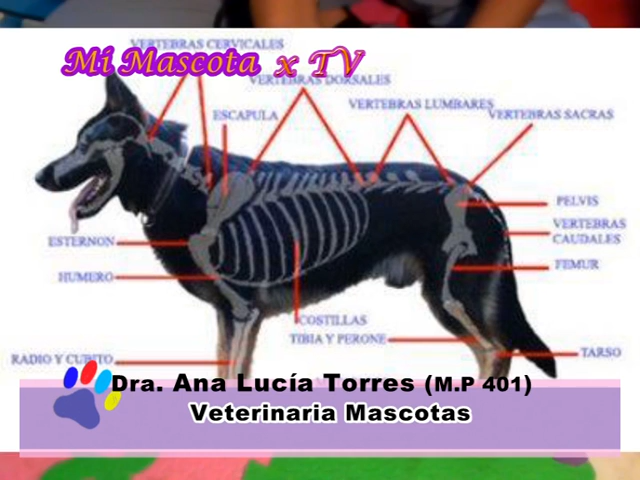 VERTEBRAS CERVICALES
Mi Mascota x TV
VERTEBRAS DORSALES
VERTEBRAS LUMBARES
ESCAPULA
VERTEBRAS SACRAS
PELVIS
VERTEBRAS
CAUDALES
ESTERNON
FEMUR
HUMERO
COSTILLAS
TIBIA Y PERONE
TARSO
RADIO Y CUBITO
Dra. Ana Lucía Torres (M.P 401)
Veterinaria Mascotas